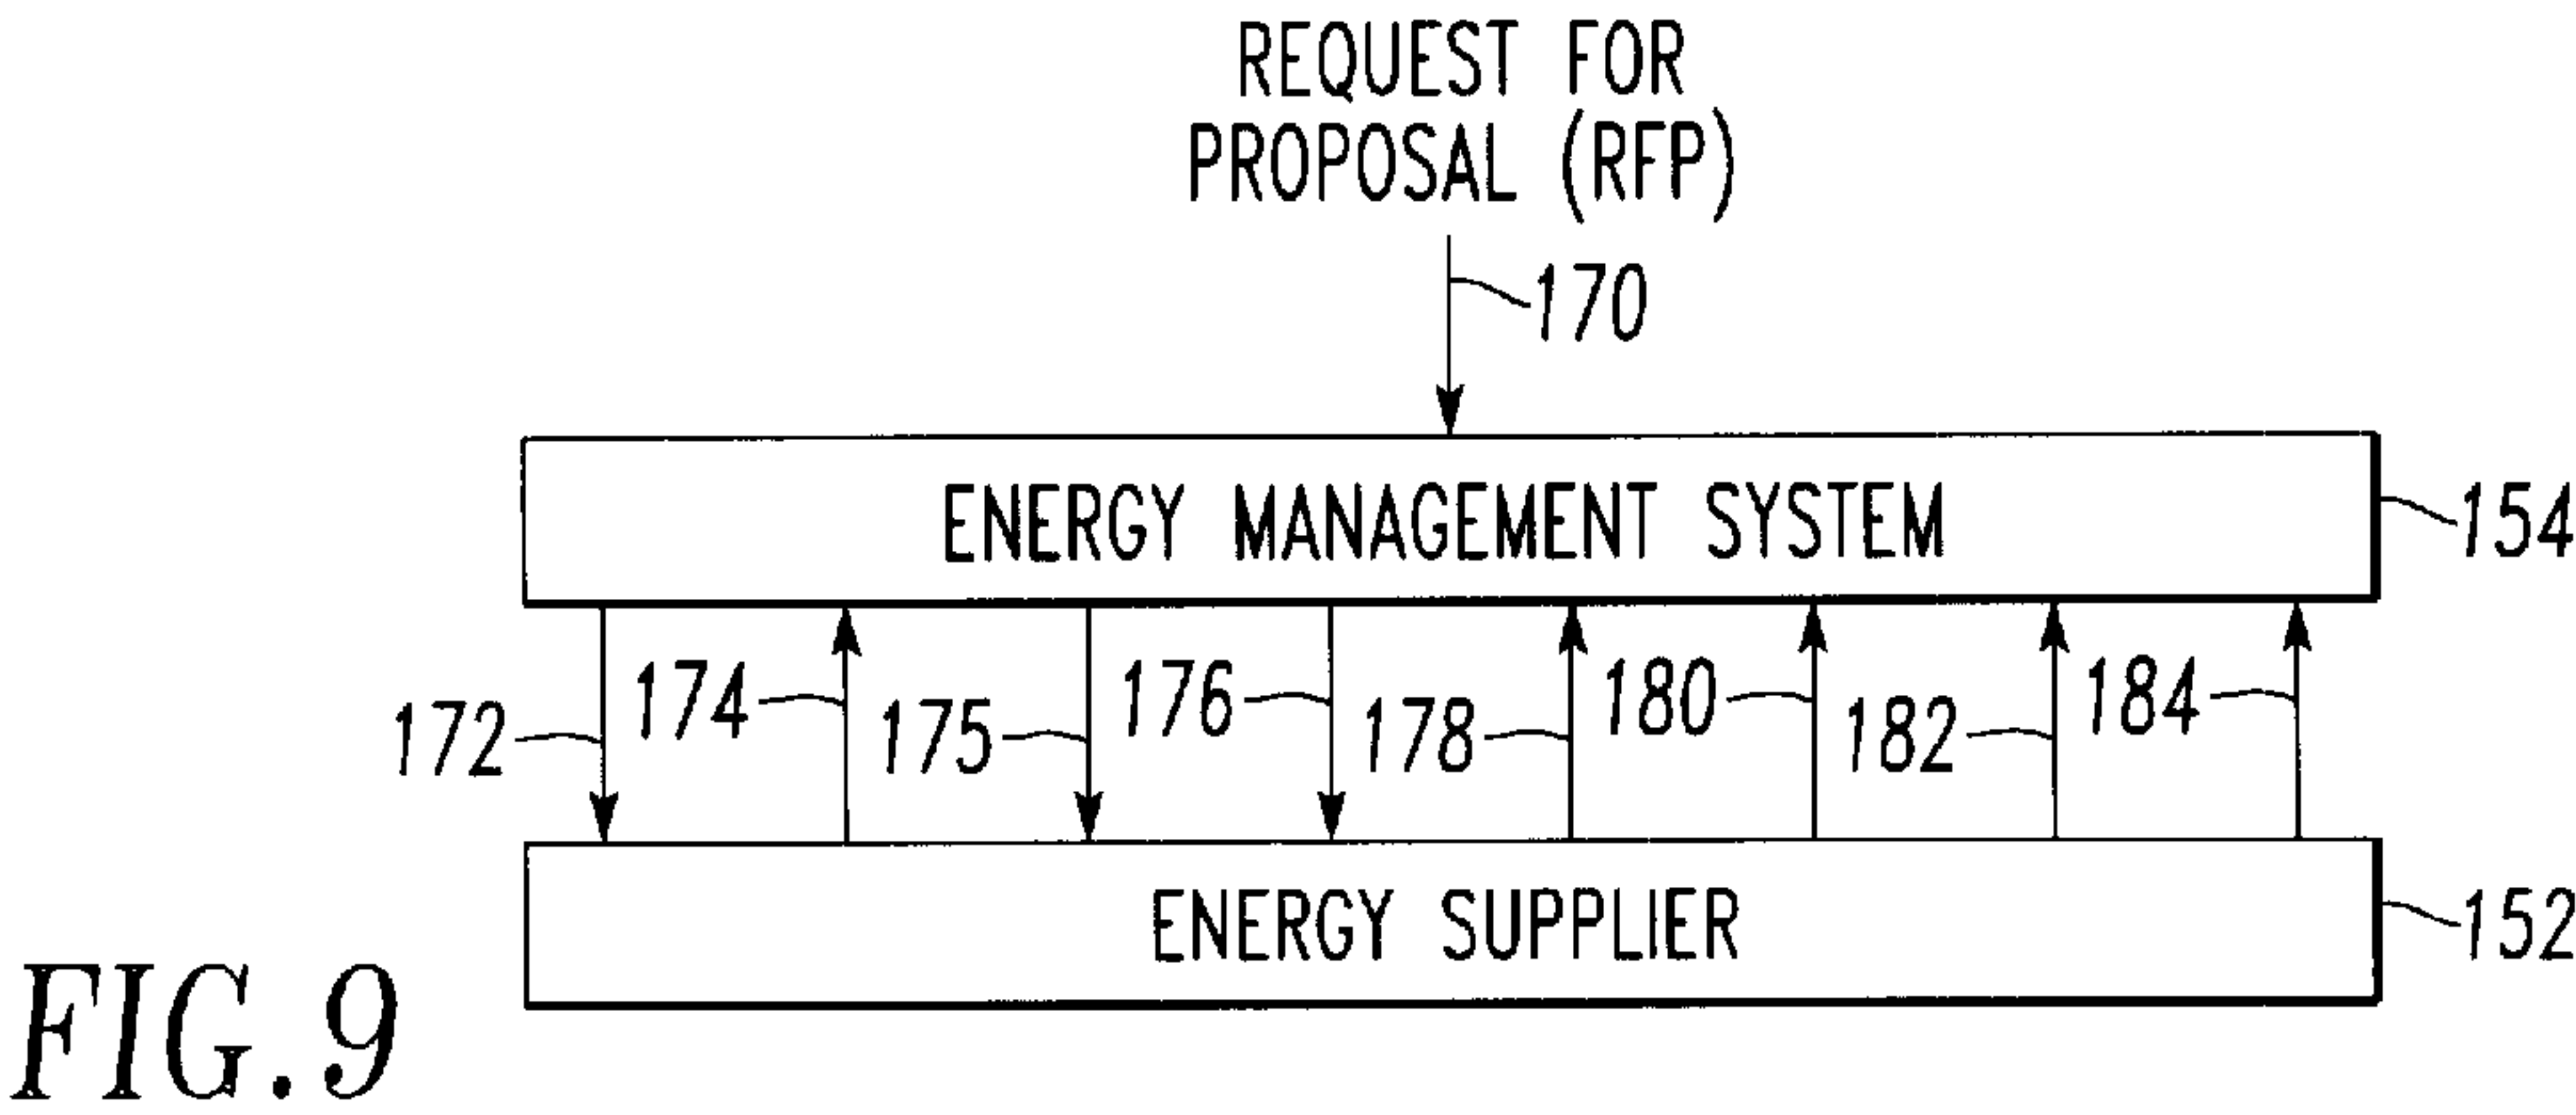 REQUEST FOR
PROPOSAL (RFP)
170
ENERGY MANAGEMENT SYSTEM
154
172
174
175
176
178
180
182
184
ENERGY SUPPLIER
152
FIG.9